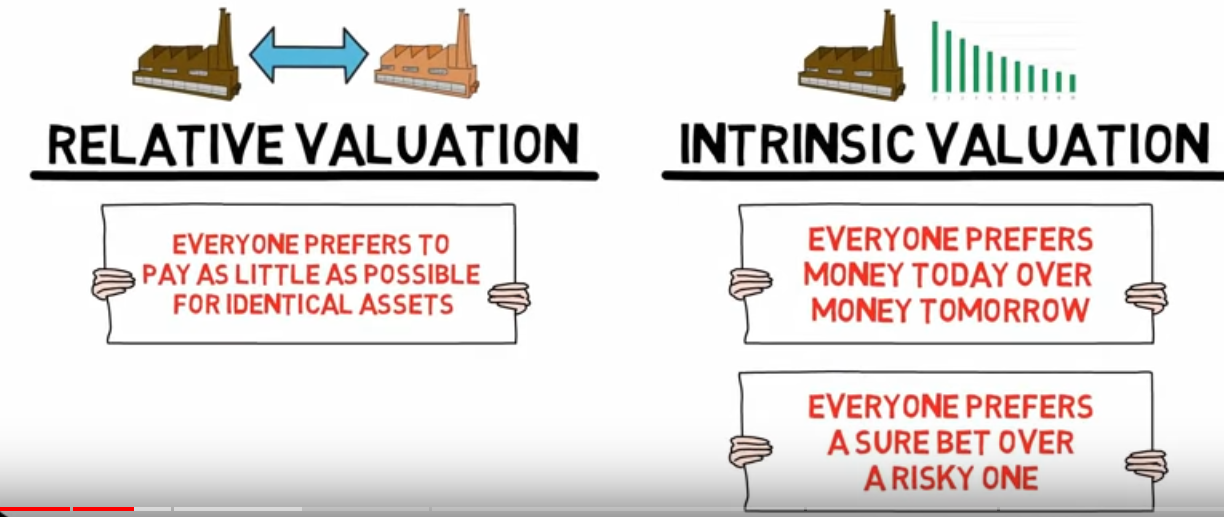 RELATIVE VALUATION
EVERYONE PREFERS TO
PAY AS LITTLE AS POSSIBLE
FOR IDENTICAL ASSETS
INTRINSIC VALUATION
EVERYONE PREFERS
MONEY TODAY OVER
MONEY TOMORROW
EVERYONE PREFERS
A SURE BET OVER
A RISKY ONE